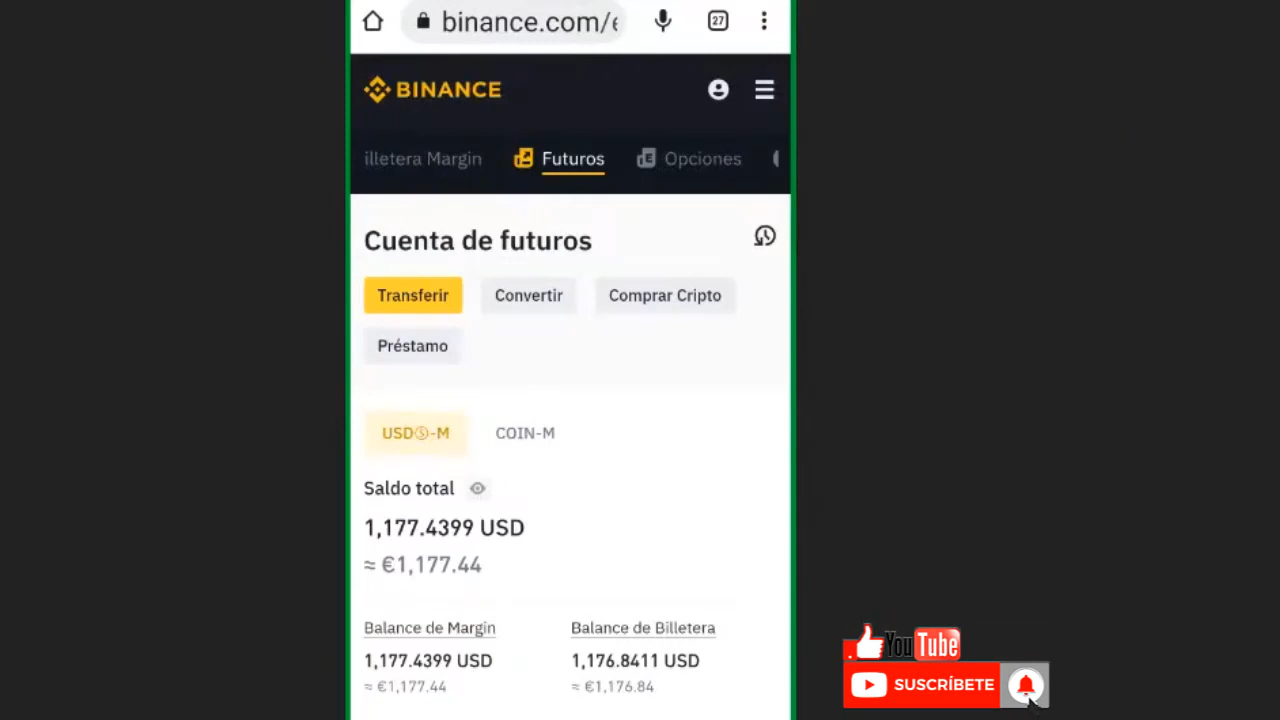 binance.com/e
27
BINANCE
illetera Margin Futuros Opciones
Cuenta de futuros
Transferir Convertir Comprar Cripto
Préstamo
USDⓈ-M COIN-M
Saldo total
1,177.4399 USD
≈ €1,177.44
Balance de Margin Balance de Billetera
1,177.4399 USD 1,176.8411 USD
≈ €1,177.44 ≈ €1,176.84
YouTube
SUSCRÍBETE